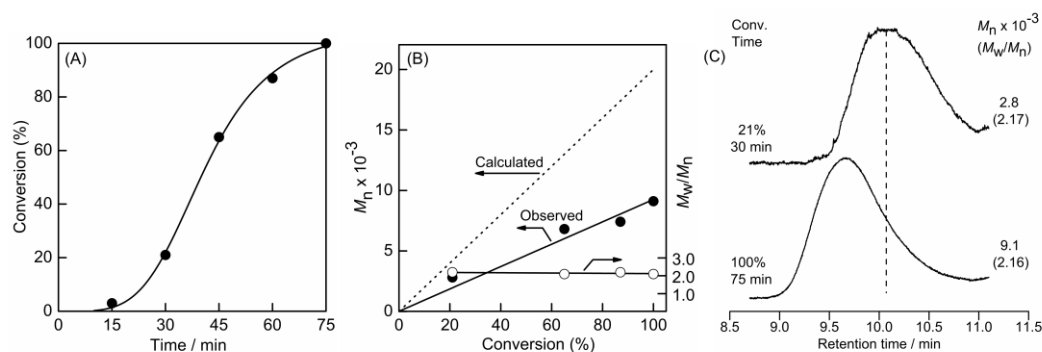 (A)
100
80
60
40
20
0
Conversion (%)
0 15 30 45 60 75
Time / min
(B)
20
15
10
5
0
Mn x 10-3
Calculated
Observed
3.0
2.0
1.0
Mw/Mn
0 20 40 60 80 100
Conversion (%)
(C)
Conv.
Time
Mn x 10-3
(Mw/Mn)
21%
30 min
2.8
(2.17)
100%
75 min
9.1
(2.16)
8.5 9.0 9.5 10.0 10.5 11.0 11.5
Retention time / min